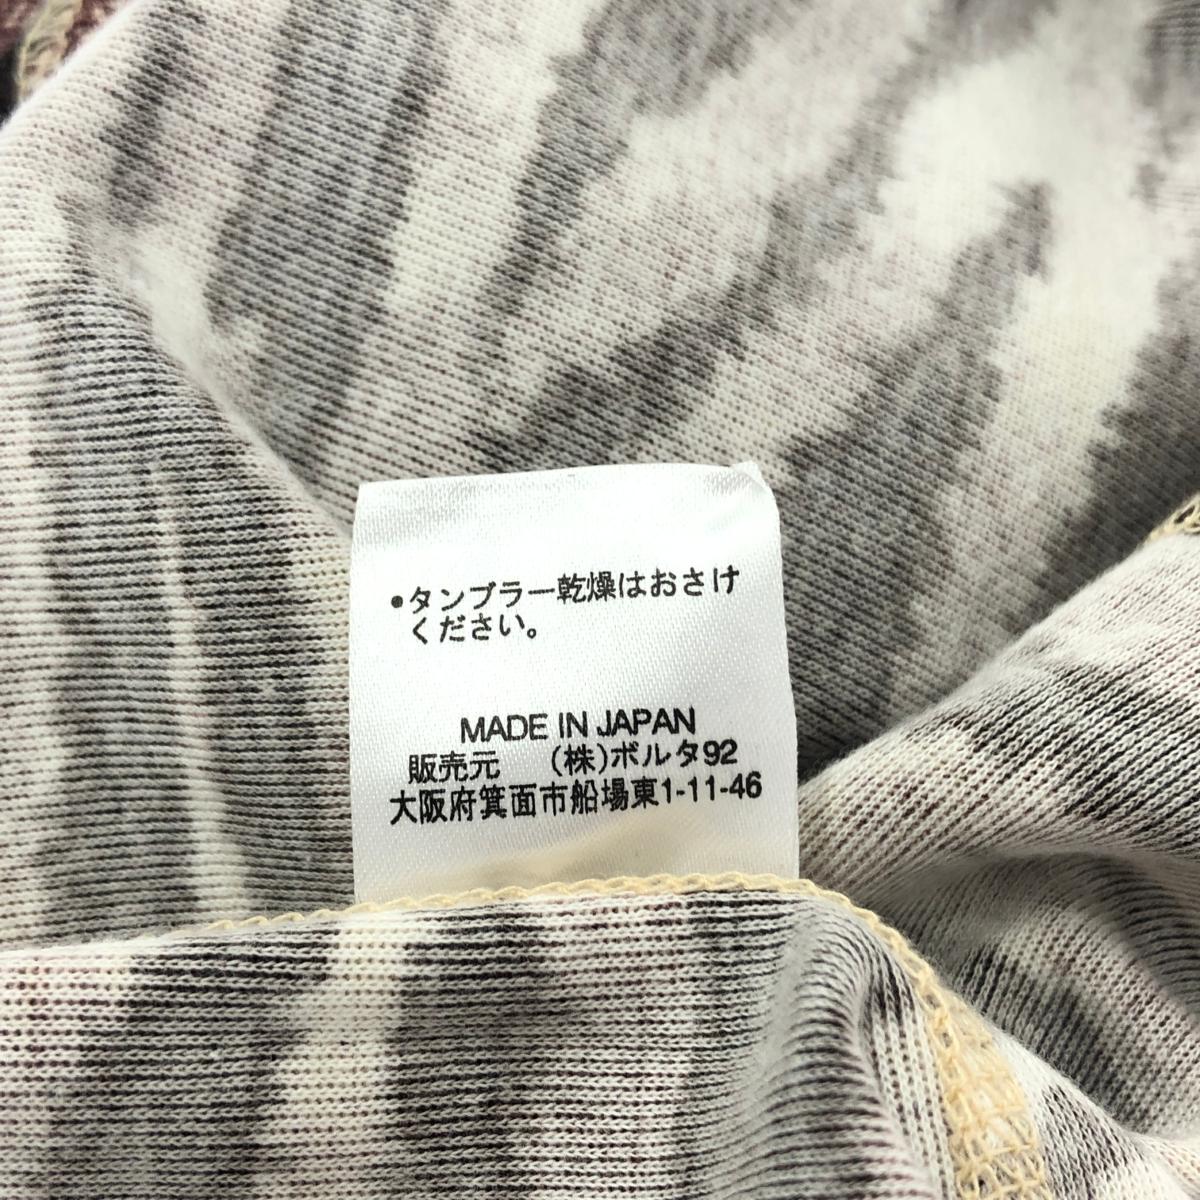 •タンブラー乾燥はおさけ
ください。
MADE IN JAPAN
販売元 (株)ボルタ92
大阪府箕面市船場東1-11-46